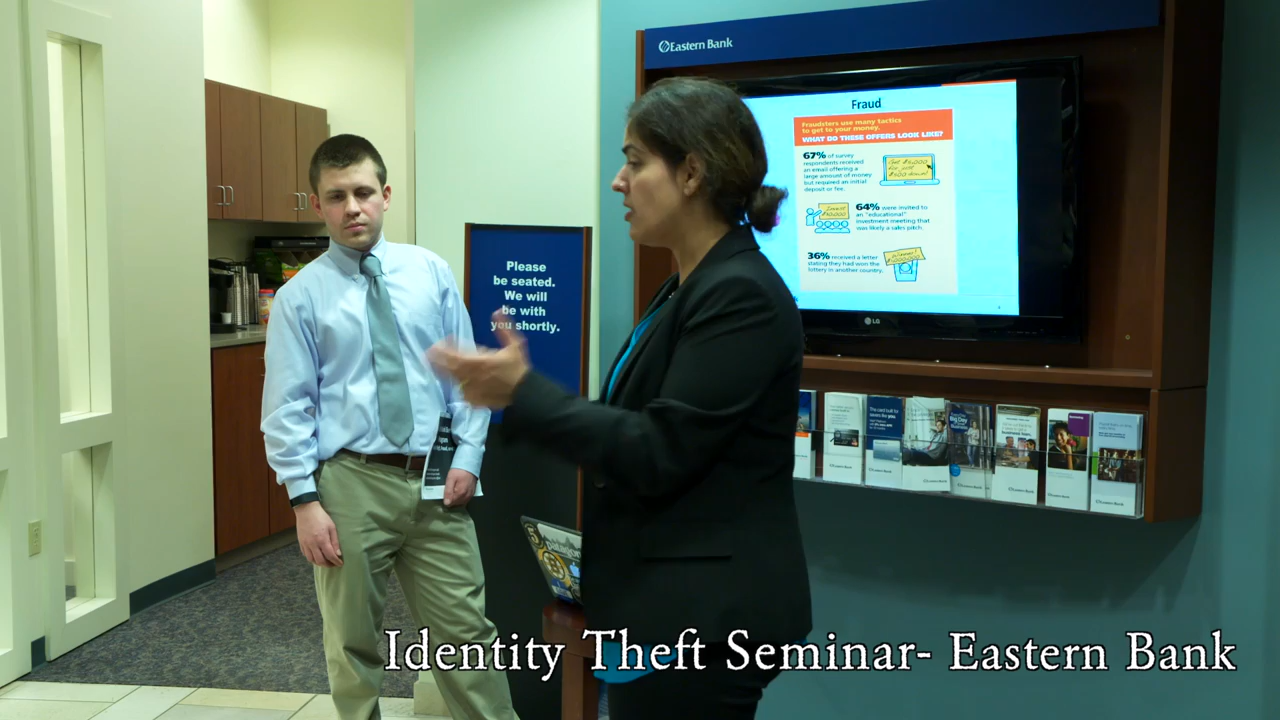 Eastern Bank
Fraud
Fraudsters use many tactics
to get to your money.
WHAT DO THESE OFFERS LOOK LIKE?
67% of survey
respondents received
an email offering a
large amount of money
but required an initial
deposit or fee.
64% were invited to
an "educational"
investment meeting that
was likely a sales pitch.
36% received a letter
stating they had won the
lottery in another country.
LG
Please
be seated.
We will
be with
you shortly.
Identity Theft Seminar- Eastern Bank